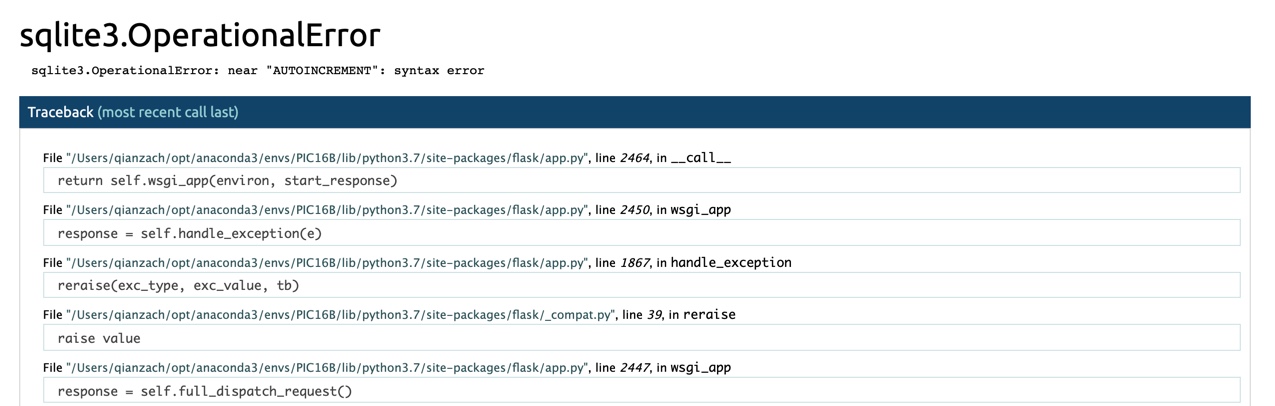 sqlite3.OperationalError
sqlite3.OperationalError: near "AUTOINCREMENT": syntax error
Traceback (most recent call last)
File "/Users/qianzach/opt/anaconda3/envs/PIC16B/lib/python3.7/site-packages/flask/app.py", line 2464, in __call__
return self.wsgi_app(environ, start_response)
File "/Users/qianzach/opt/anaconda3/envs/PIC16B/lib/python3.7/site-packages/flask/app.py", line 2450, in wsgi_app
response = self.handle_exception(e)
File "/Users/qianzach/opt/anaconda3/envs/PIC16B/lib/python3.7/site-packages/flask/app.py", line 1867, in handle_exception
reraise(exc_type, exc_value, tb)
File "/Users/qianzach/opt/anaconda3/envs/PIC16B/lib/python3.7/site-packages/flask/_compat.py", line 39, in reraise
raise value
File "/Users/qianzach/opt/anaconda3/envs/PIC16B/lib/python3.7/site-packages/flask/app.py", line 2447, in wsgi_app
response = self.full_dispatch_request()